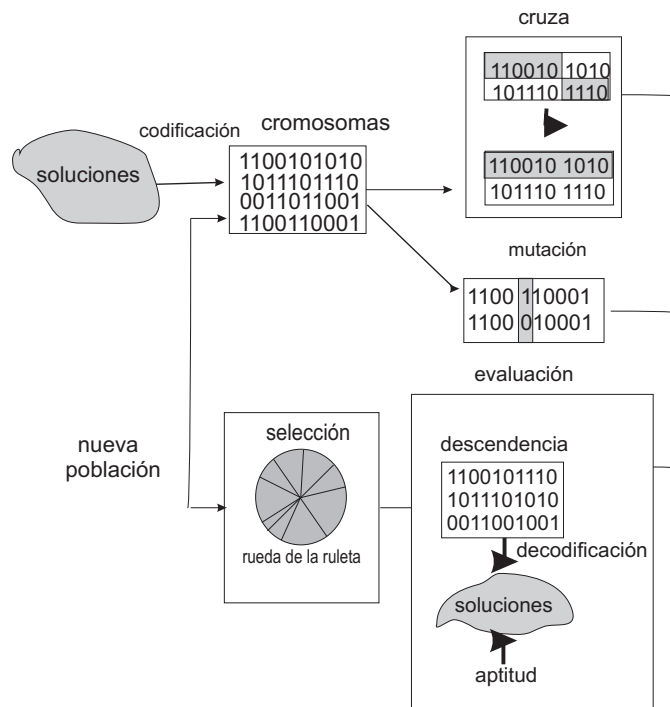 cruza
110010 1010
101110 1110
110010 1010
101110 1110
codificación
cromosomas
soluciones
1100101010
1011101110
0011011001
1100110001
mutación
1100 110001
1100 010001
evaluación
selección
rueda de la ruleta
nueva
población
descendencia
1100101110
1011101010
0011001001
decodificación
soluciones
aptitud